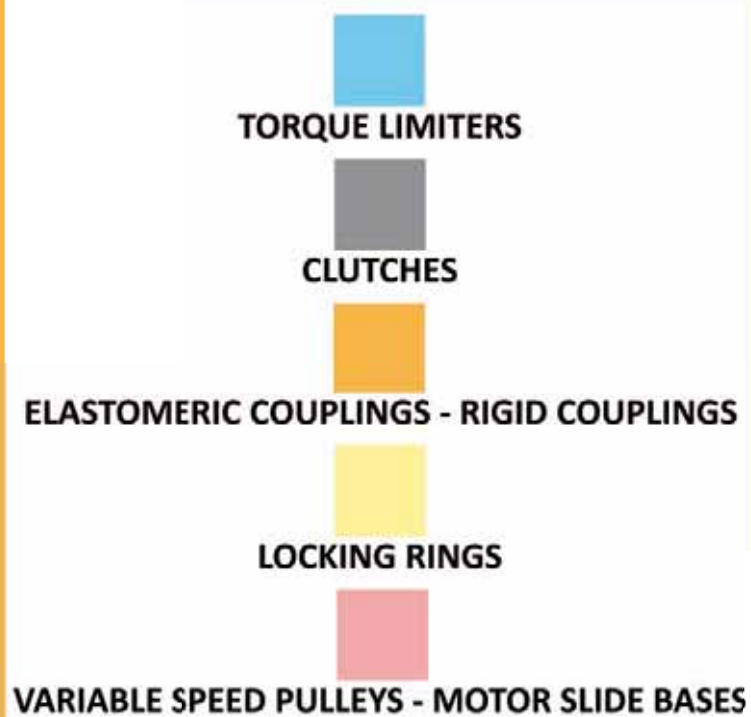 TORQUE LIMITERS
CLUTCHES
ELASTOMERIC COUPLINGS - RIGID COUPLINGS
LOCKING RINGS
VARIABLE SPEED PULLEYS - MOTOR SLIDE BASES